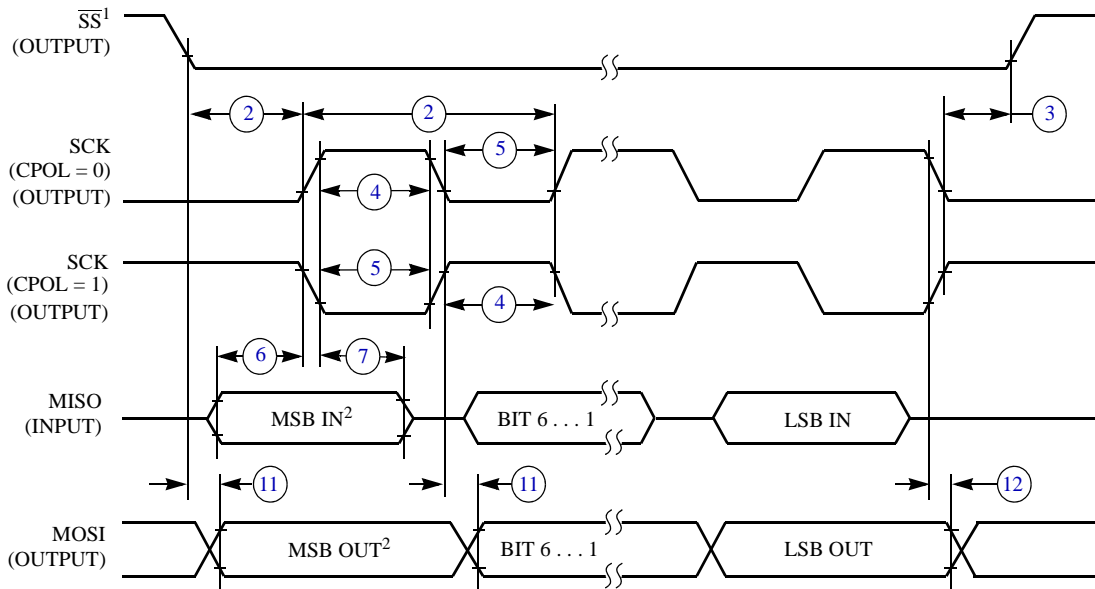 SS¹
(OUTPUT)
2
2
3
SCK
(CPOL = 0)
(OUTPUT)
5
4
SCK
(CPOL = 1)
(OUTPUT)
5
4
6
7
MISO
(INPUT)
MSB IN²
BIT 6 . . . 1
LSB IN
11
11
12
MOSI
(OUTPUT)
MSB OUT²
BIT 6 . . . 1
LSB OUT